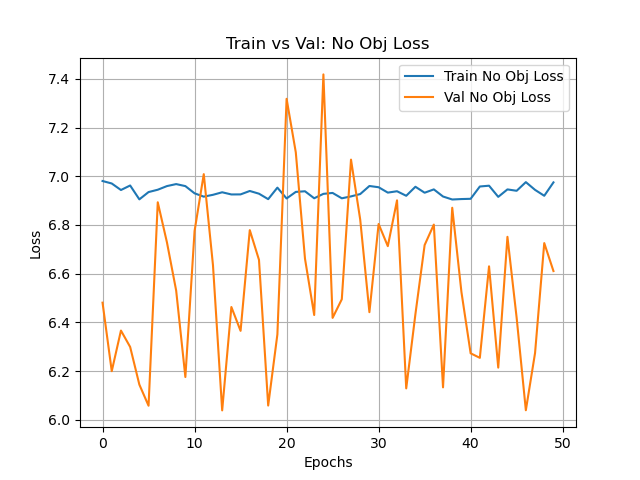 Train vs Val: No Obj Loss
Train No Obj Loss
Val No Obj Loss
7.4
7.2
7.0
6.8
6.6
6.4
6.2
6.0
Loss
0 10 20 30 40 50
Epochs